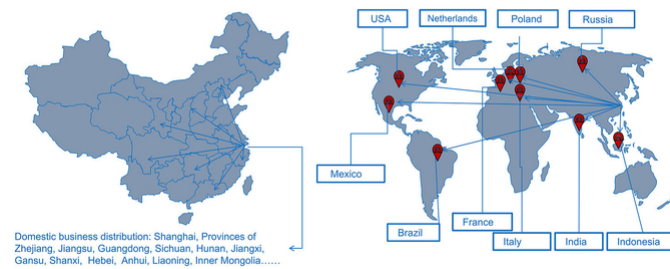 USA
Netherlands
Poland
Russia
Mexico
Brazil
France
Italy
India
Indonesia
Domestic business distribution: Shanghai, Provinces of
Zhejiang, Jiangsu, Guangdong, Sichuan, Hunan, Jiangxi,
Gansu, Shanxi, Hebei, Anhui, Liaoning, Inner Mongolia……